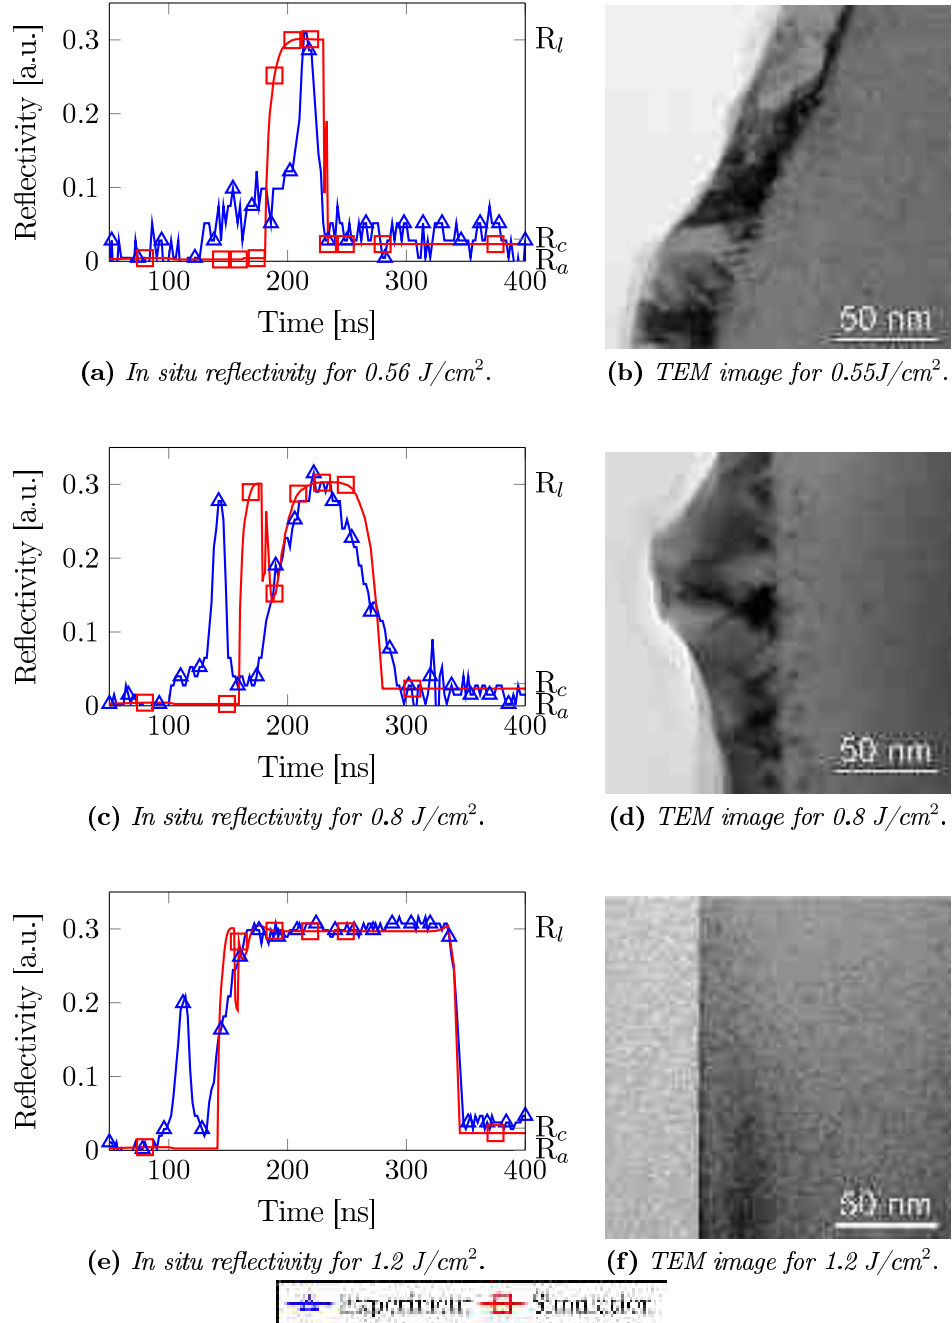 Reflectivity [a.u.]
0.3
0.2
0.1
0
R_l
R_c
R_a
100 200 300 400
Time [ns]
(a) In situ reflectivity for 0.56 J/cm².
50 nm
(b) TEM image for 0.55J/cm².
Reflectivity [a.u.]
0.3
0.2
0.1
0
R_l
R_c
R_a
100 200 300 400
Time [ns]
(c) In situ reflectivity for 0.8 J/cm².
50 nm
(d) TEM image for 0.8 J/cm².
Reflectivity [a.u.]
0.3
0.2
0.1
0
R_l
R_c
R_a
100 200 300 400
Time [ns]
(e) In situ reflectivity for 1.2 J/cm².
50 nm
(f) TEM image for 1.2 J/cm².
Experiment Simulation